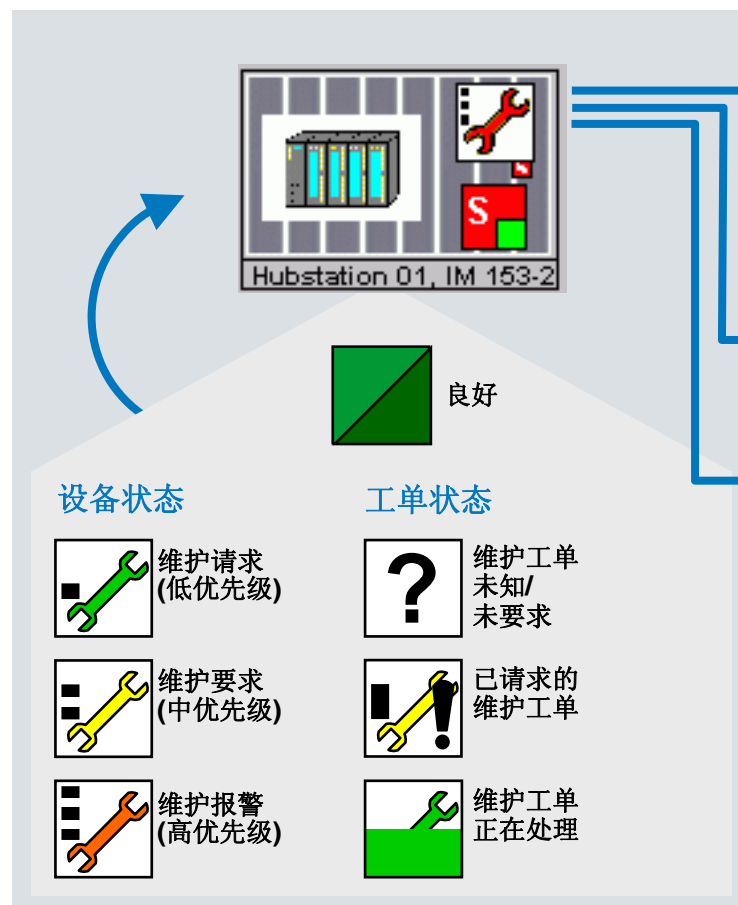 S
Hubstation 01, IM 153-2
良好
设备状态
工单状态
维护请求
(低优先级)
?
维护工单
未知/
未要求
维护要求
(中优先级)
!
已请求的
维护工单
维护报警
(高优先级)
维护工单
正在处理